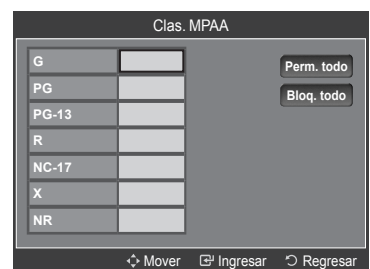 Clas. MPAA
G
Perm. todo
PG
Bloq. todo
PG-13
R
NC-17
X
NR
Mover Ingresar Regresar